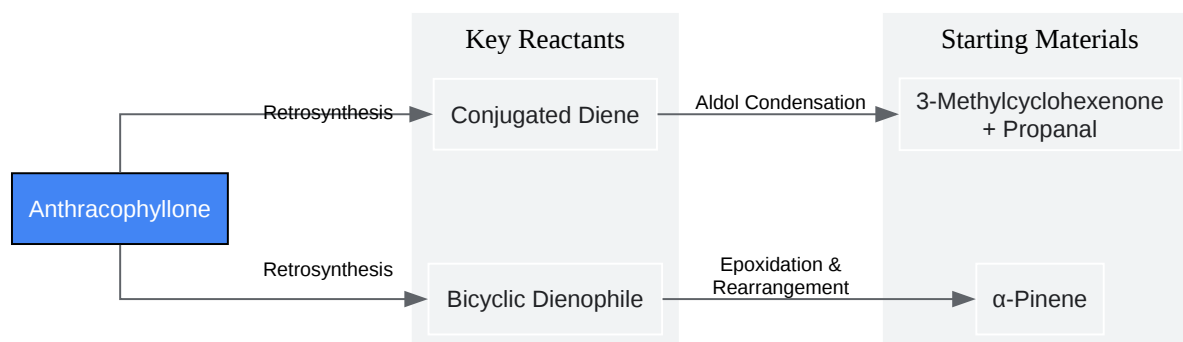 Key Reactants
Starting Materials
Retrosynthesis
Conjugated Diene
Aldol Condensation
3-Methylcyclohexenone
+ Propanal
Anthracophyllone
Retrosynthesis
Bicyclic Dienophile
Epoxidation &
Rearrangement
α-Pinene